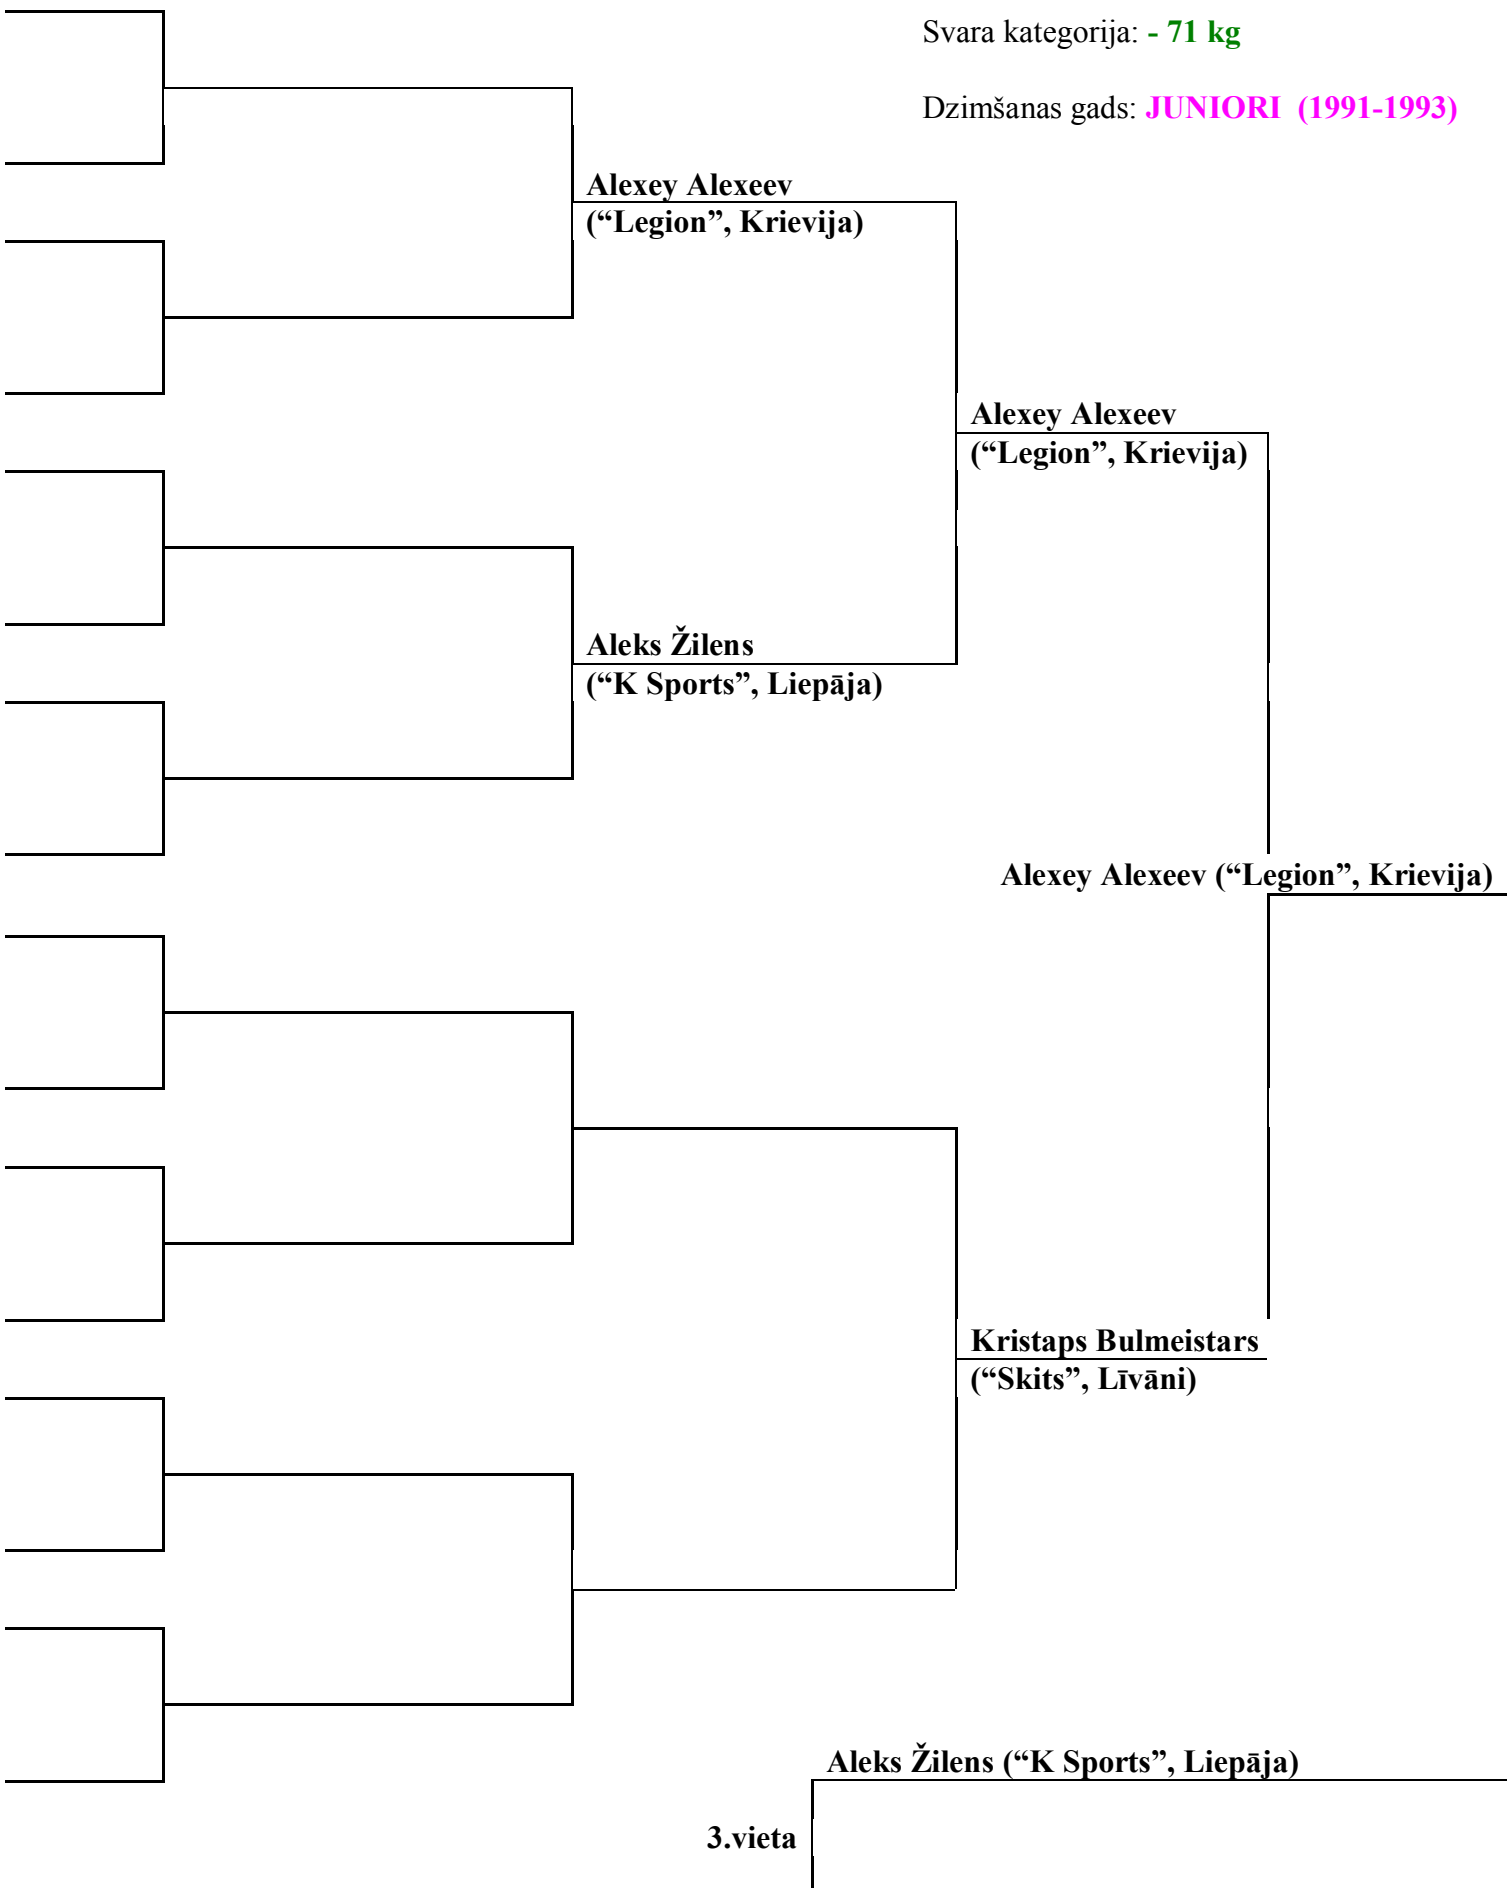 Svara kategorija: - 71 kg
Dzimšanas gads: JUNIORI (1991-1993)
Alexey Alexeev
(“Legion”, Krievija)
Alexey Alexeev
(“Legion”, Krievija)
Aleks Žilens
(“K Sports”, Liepāja)
Alexey Alexeev (“Legion”, Krievija)
Kristaps Bulmeistars
(“Skits”, Līvāni)
Aleks Žilens (“K Sports”, Liepāja)
3.vieta